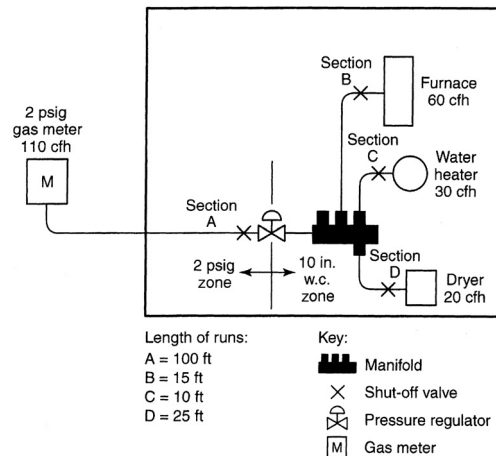 Section
B
Furnace
60 cfh
2 psig
gas meter
110 cfh
M
Section
C
Water
heater
30 cfh
Section
A
2 psig
zone
10 in.
w.c.
zone
Section
D
Dryer
20 cfh
Length of runs:
A = 100 ft
B = 15 ft
C = 10 ft
D = 25 ft
Key:
Manifold
Shut-off valve
Pressure regulator
M
Gas meter